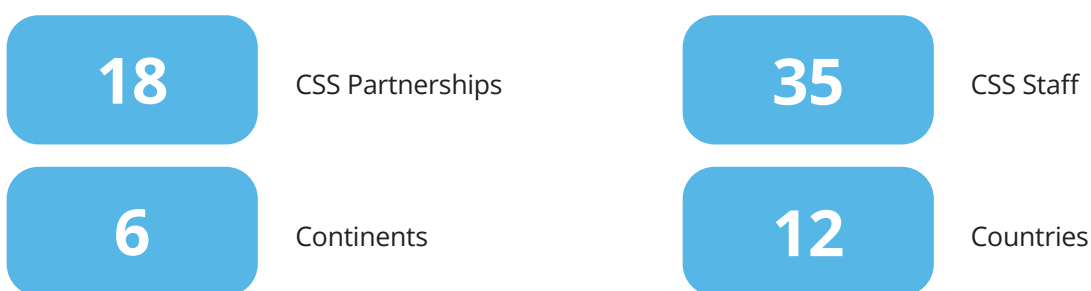 18
CSS Partnerships
35
CSS Staff
6
Continents
12
Countries